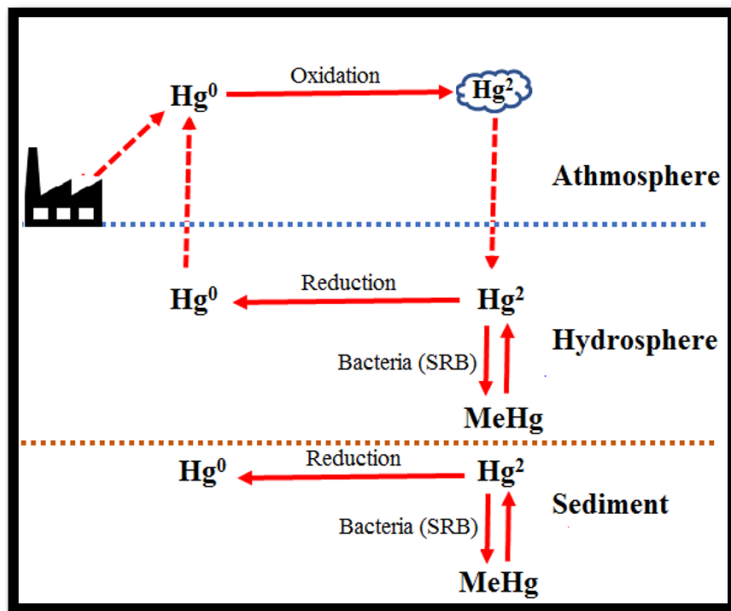 Oxidation
Hg⁰
Hg²
Athmosphere
Reduction
Hg⁰
Hg²
Hydrosphere
Bacteria (SRB)
MeHg
Reduction
Hg⁰
Hg²
Sediment
Bacteria (SRB)
MeHg